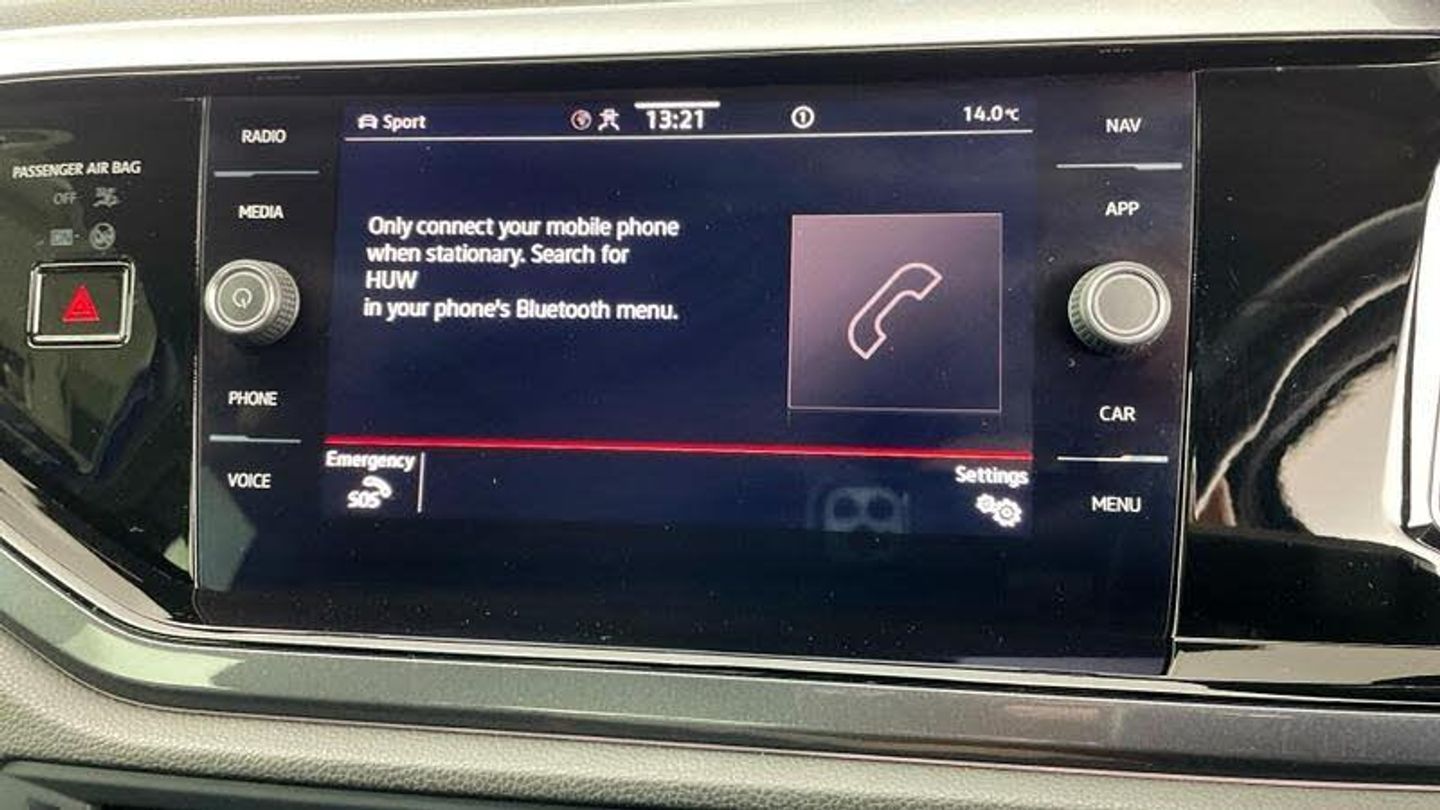 PASSENGER AIR BAG
OFF
RADIO
MEDIA
PHONE
VOICE
Sport
13:21
1
14.0°C
Only connect your mobile phone
when stationary. Search for
HUW
in your phone's Bluetooth menu.
Emergency
SOS
Settings
NAV
APP
CAR
MENU